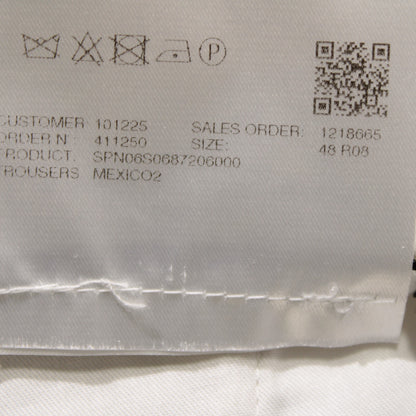 P
CUSTOMER 101225 SALES ORDER: 1218665
ORDER N 411250 SIZE: 48 R08
PRODUCT. SPN06S0687206000
TROUSERS MEXICO2